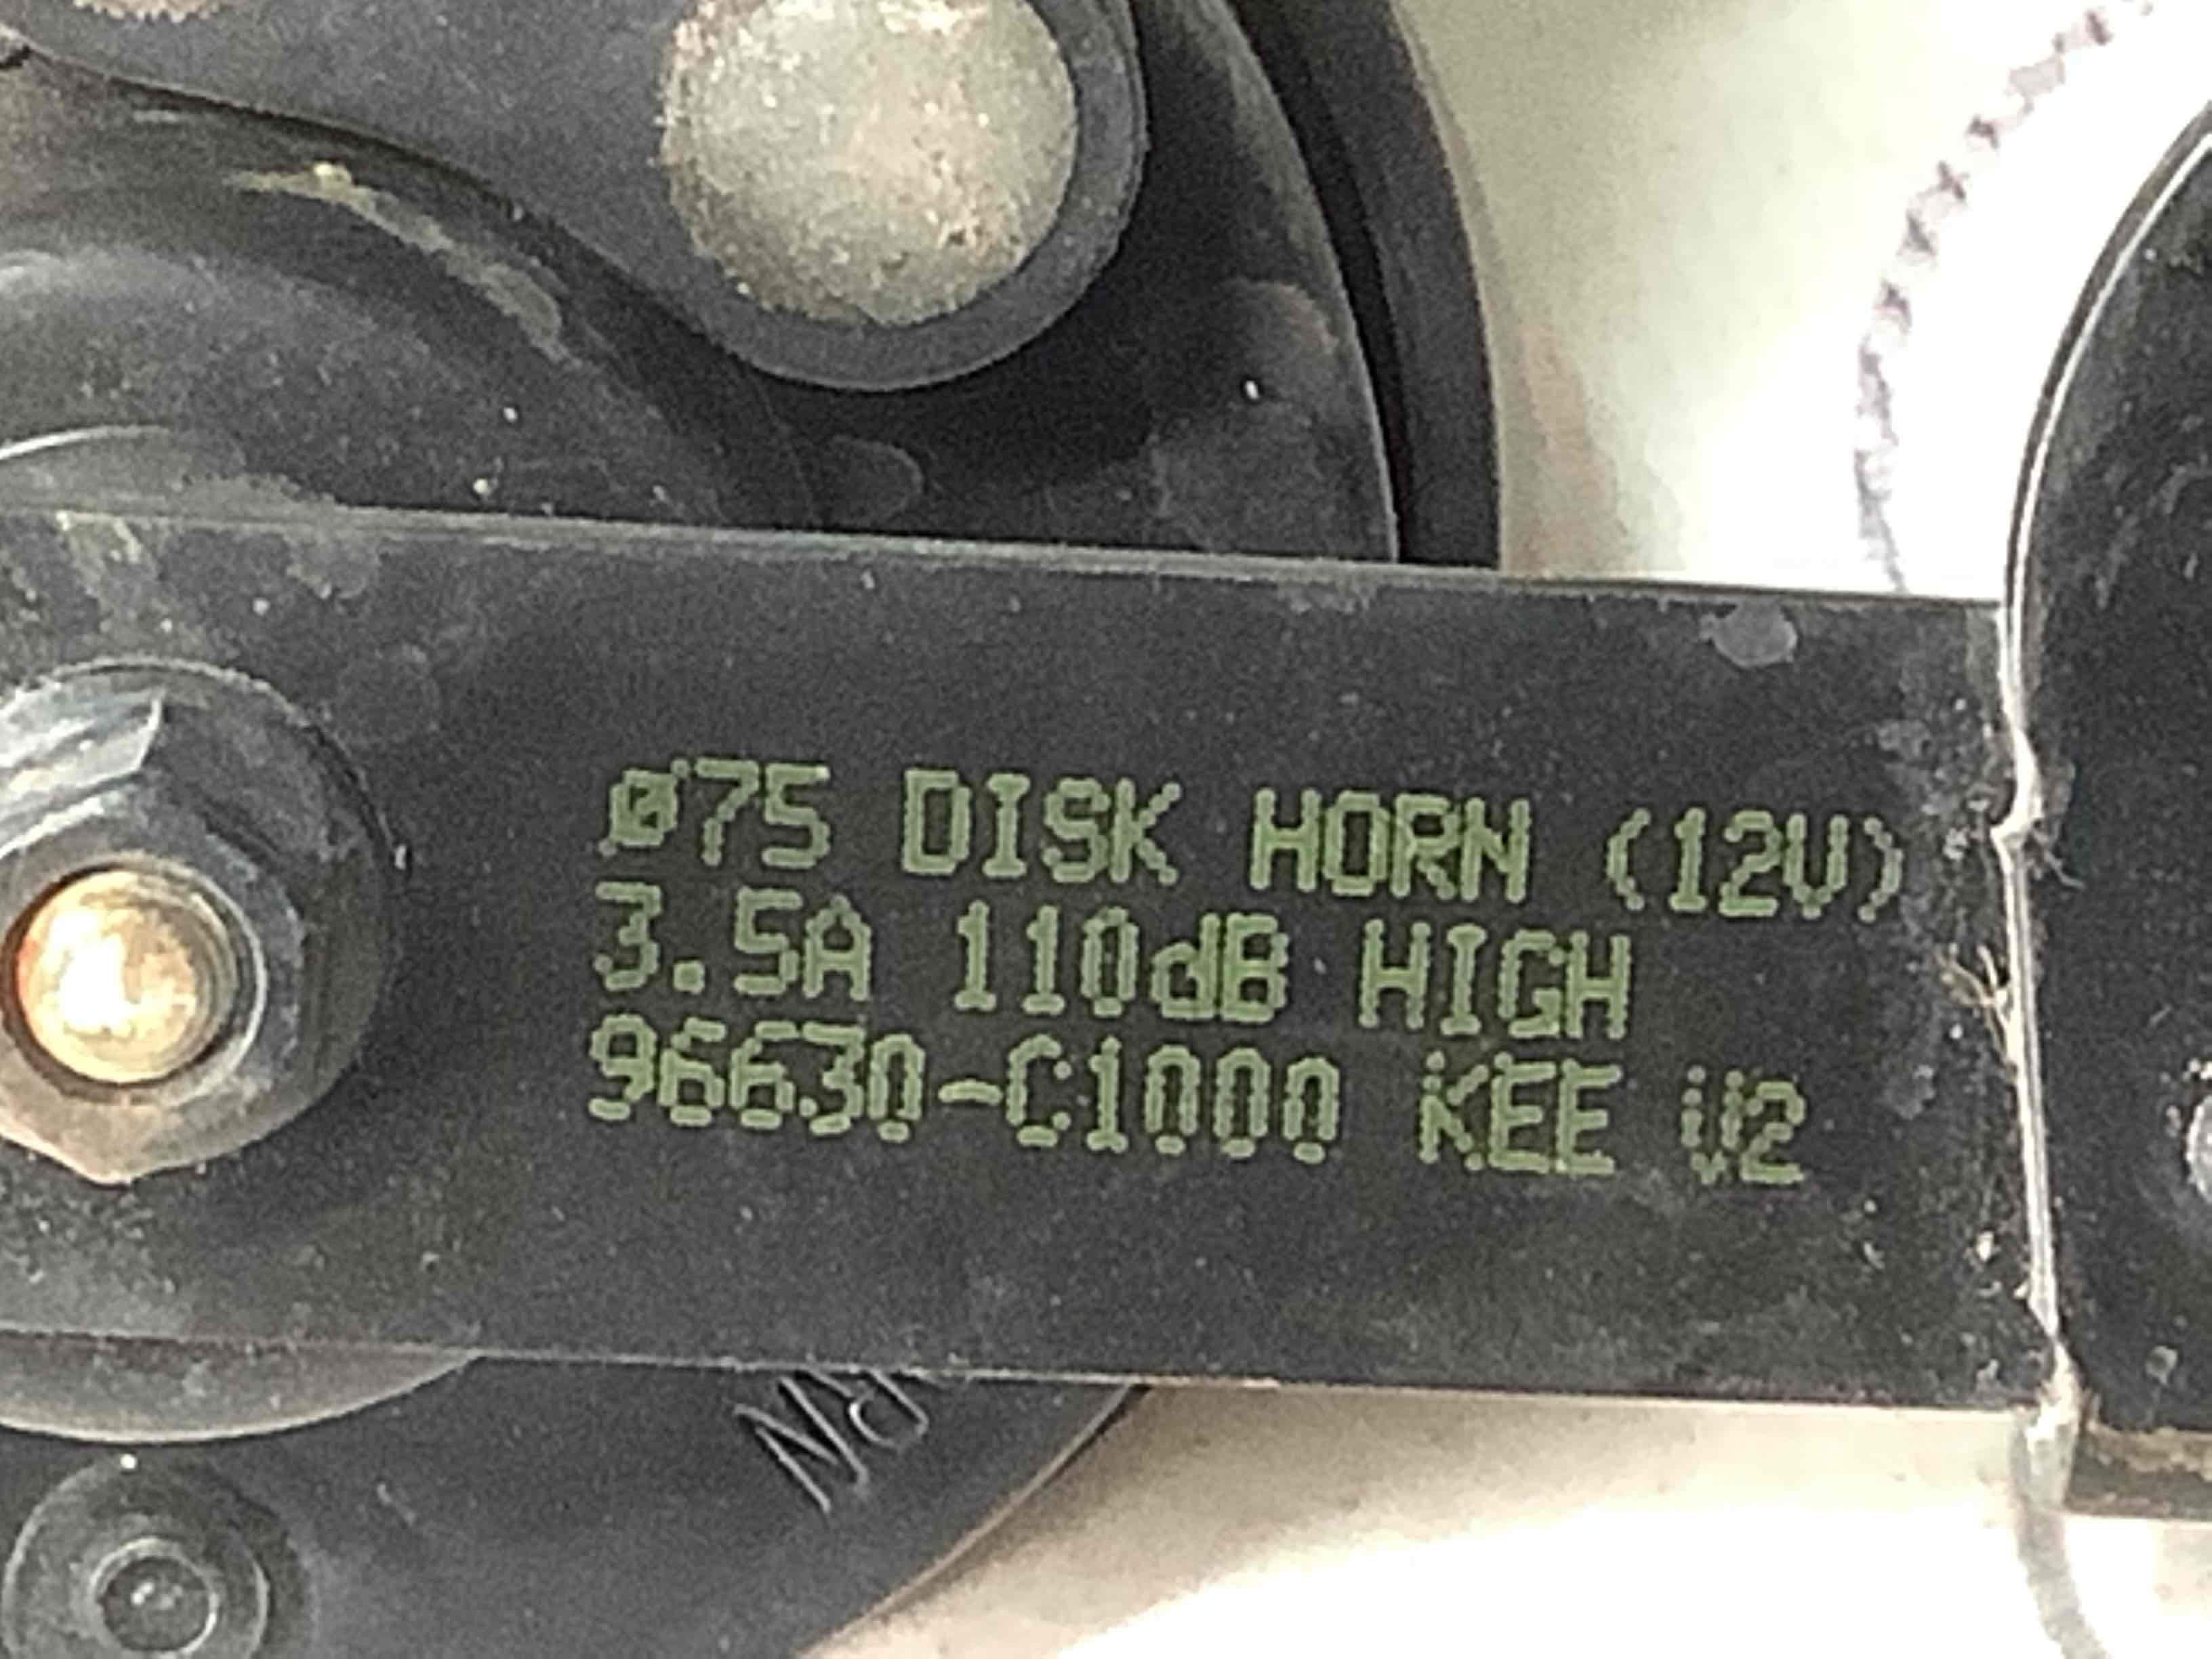 Ø75 DISK HORN (12V)
3.5A 110dB HIGH
96630-C1000 KEE V2